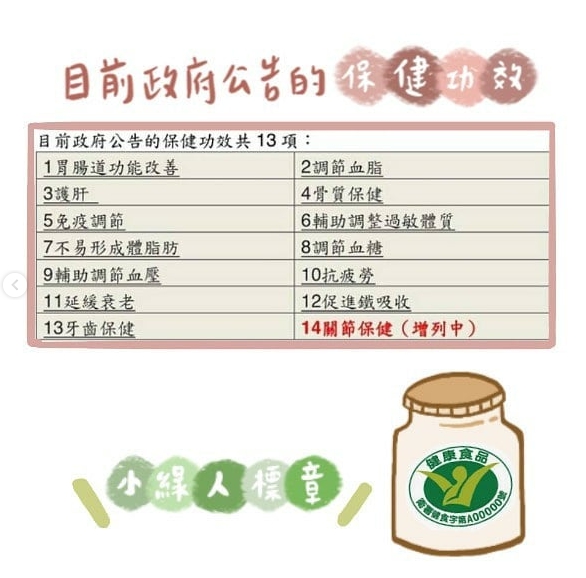 目前政府公告的保健功效
目前政府公告的保健功效共 13 項：
1胃腸道功能改善 2調節血脂
3護肝 4骨質保健
5免疫調節 6輔助調整過敏體質
7不易形成體脂肪 8調節血糖
9輔助調節血壓 10抗疲勞
11延緩衰老 12促進鐵吸收
13牙齒保健 14關節保健（增列中）
小綠人標章
健康食品
衛署健食字第A00000號